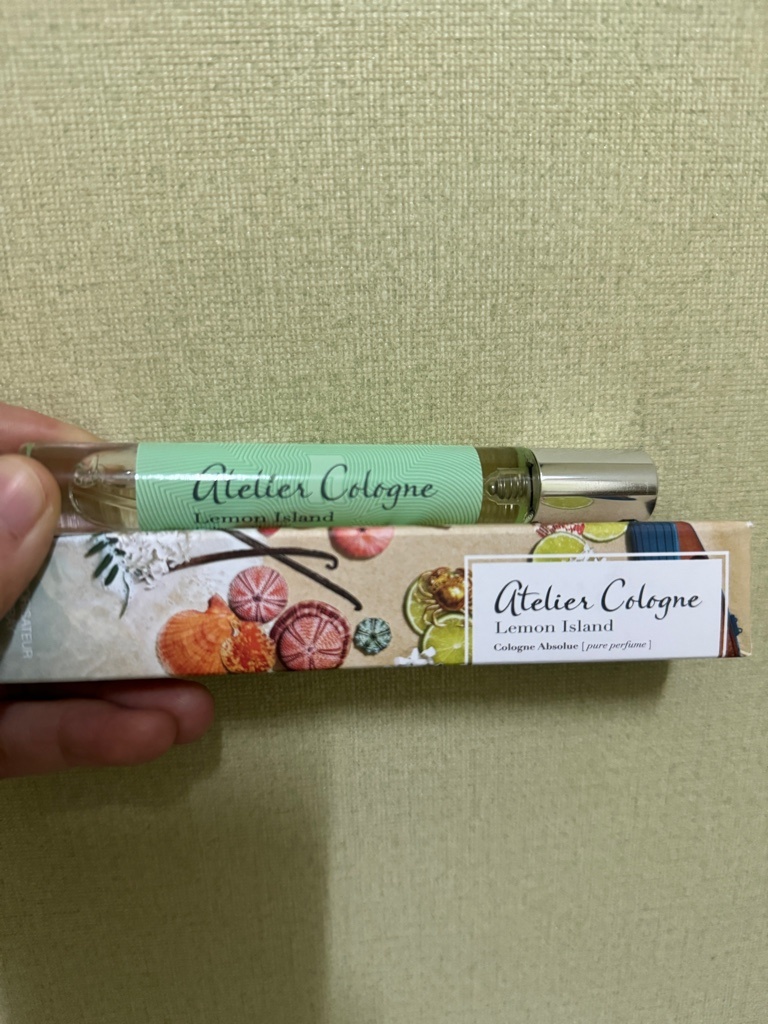 Atelier Cologne
Lemon Island
Atelier Cologne
Lemon Island
Cologne Absolue [pure perfume]